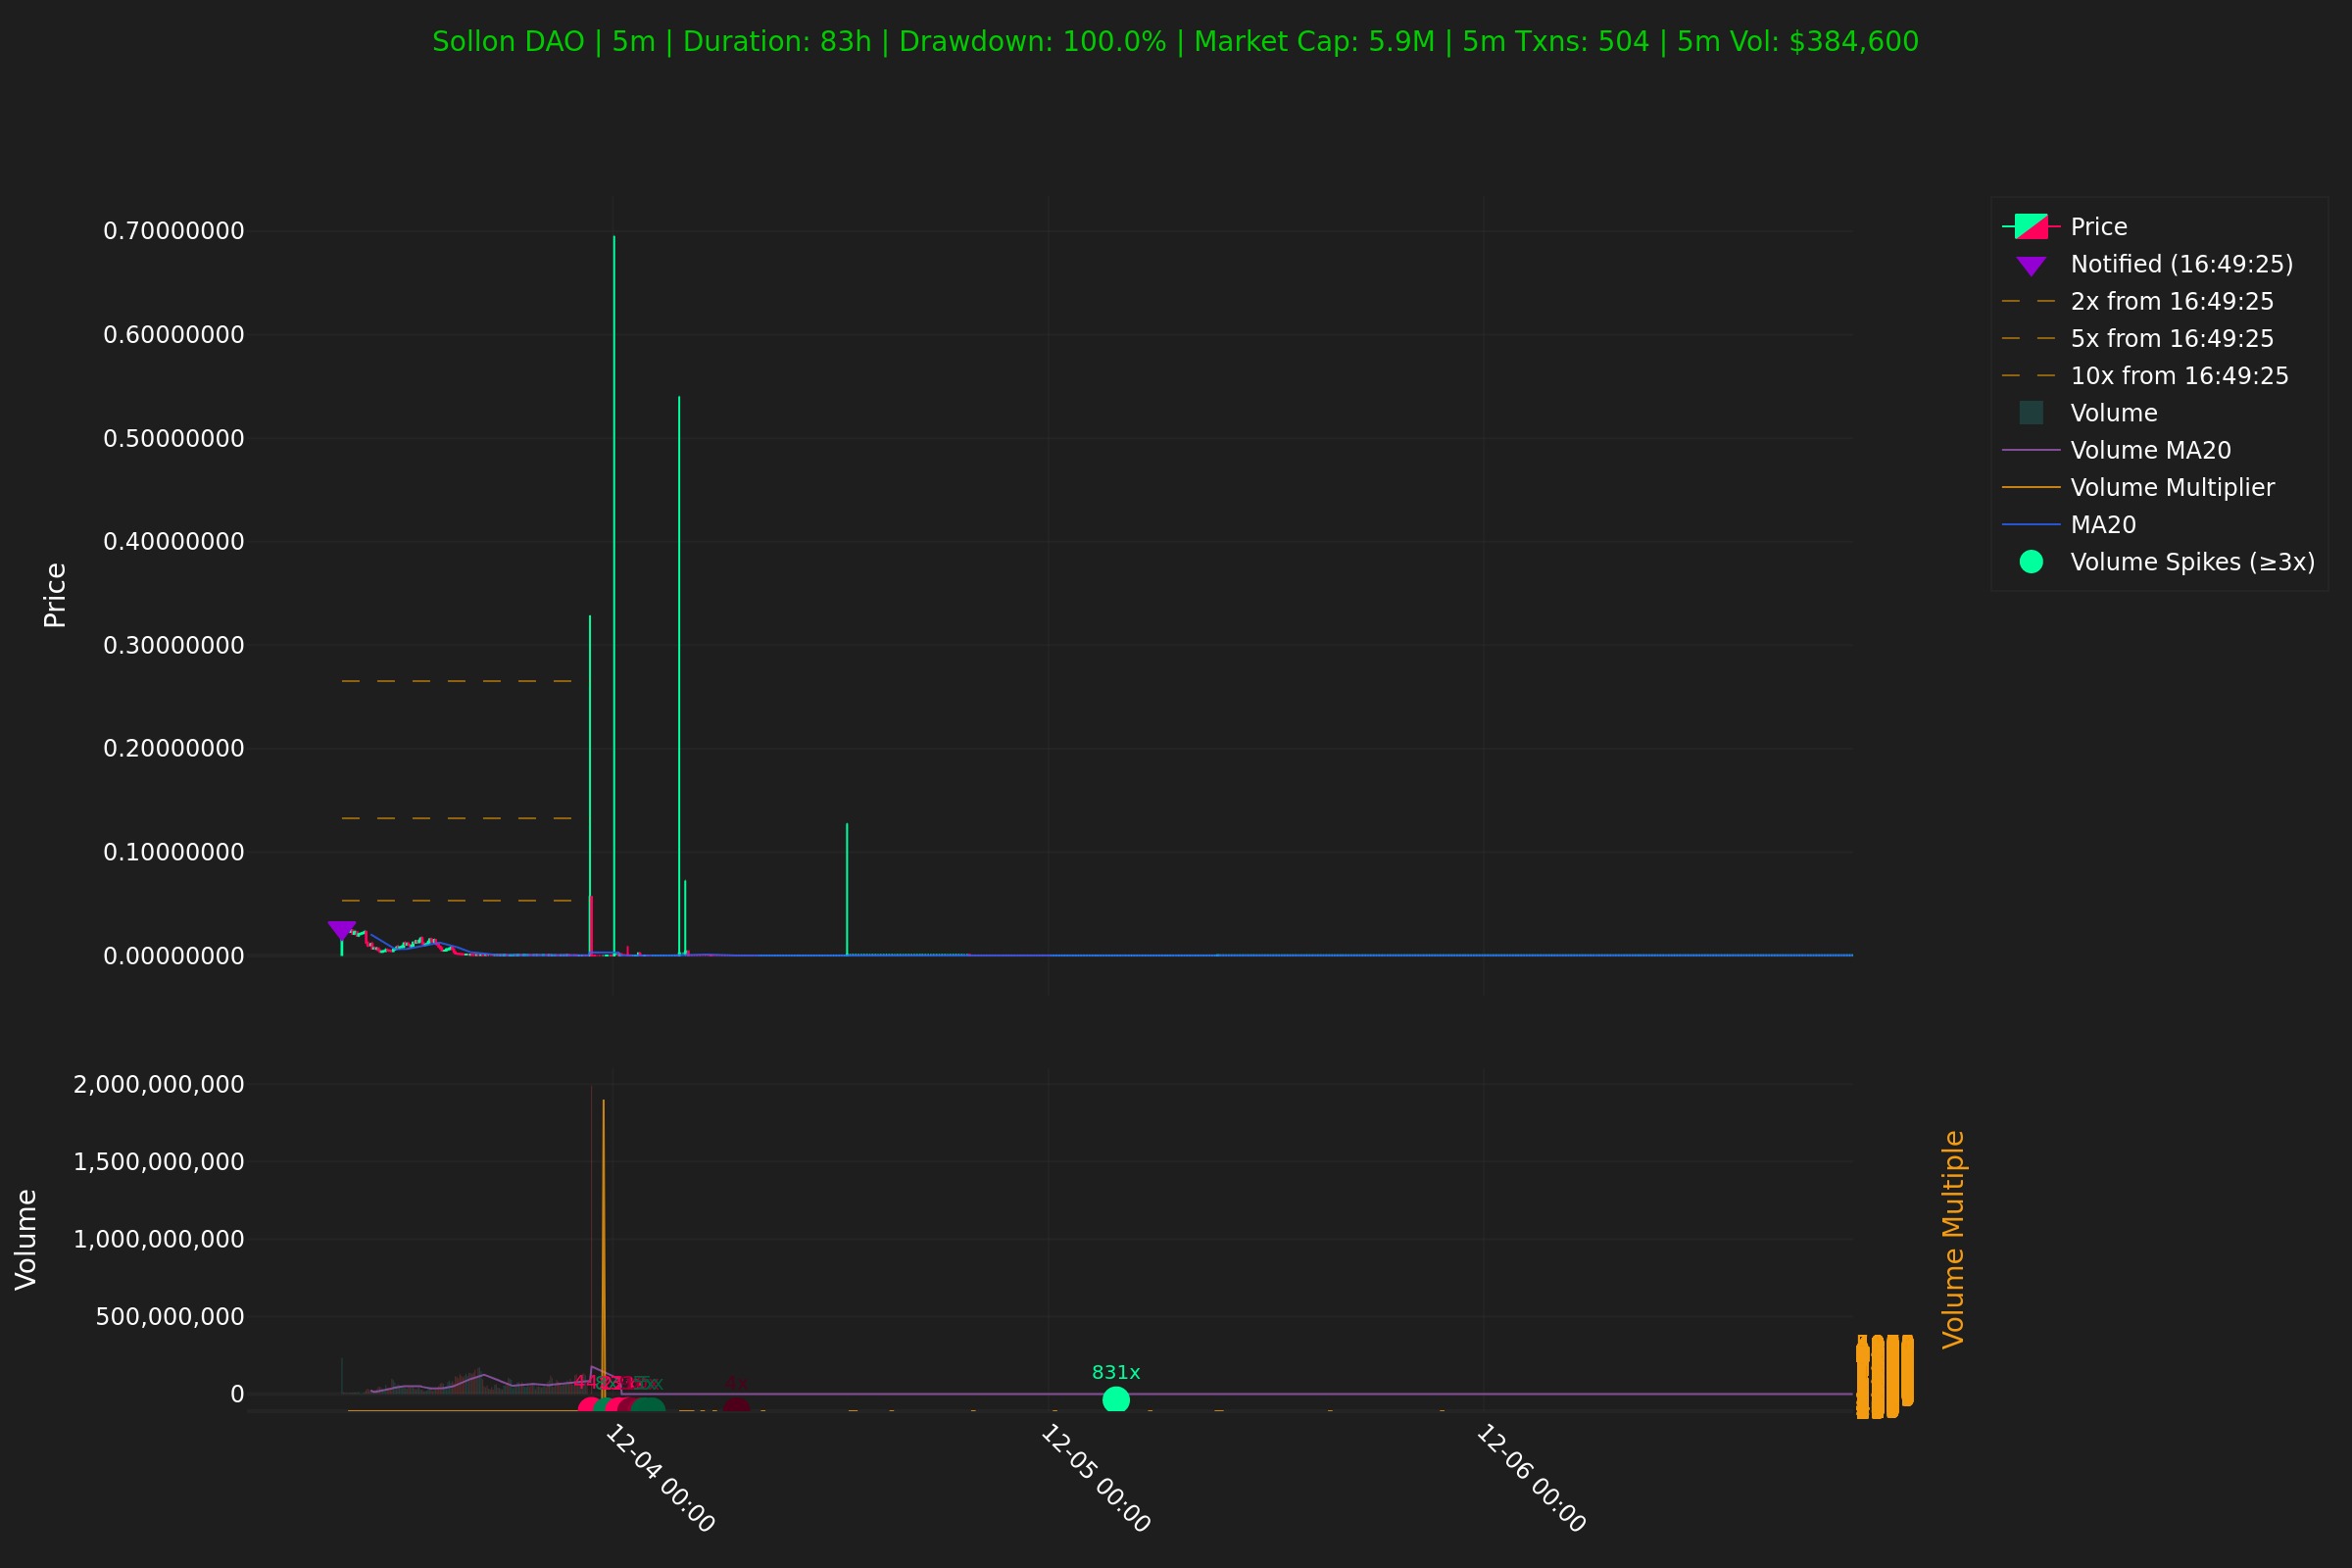 Sollon DAO | 5m | Duration: 83h | Drawdown: 100.0% | Market Cap: 5.9M | 5m Txns: 504 | 5m Vol: $384,600
Price
0.70000000
0.60000000
0.50000000
0.40000000
0.30000000
0.20000000
0.10000000
0.00000000
Price
Notified (16:49:25)
2x from 16:49:25
5x from 16:49:25
10x from 16:49:25
Volume
Volume MA20
Volume Multiplier
MA20
Volume Spikes (≥3x)
Volume
2,000,000,000
1,500,000,000
1,000,000,000
500,000,000
0
831x
Volume Multiple
12-04 00:00
12-05 00:00
12-06 00:00